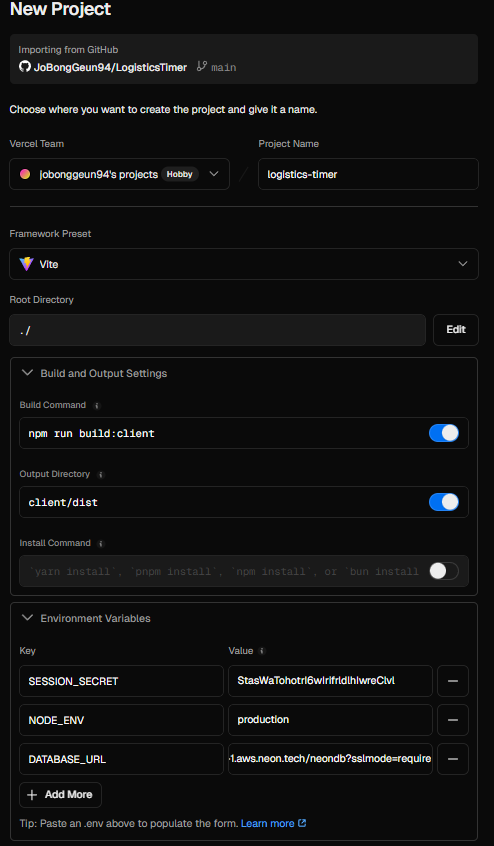 New Project
Importing from GitHub
JoBongGeun94/LogisticsTimer main
Choose where you want to create the project and give it a name.
Vercel Team
Project Name
jobonggeun94's projects Hobby
/
logistics-timer
Framework Preset
Vite
Root Directory
./
Edit
Build and Output Settings
Build Command
npm run build:client
Output Directory
client/dist
Install Command
`yarn install`, `pnpm install`, `npm install`, or `bun install
Environment Variables
Key
Value
SESSION_SECRET
NODE_ENV
production
DATABASE_URL
1.aws.neon.tech/neondb?sslmode=require
Add More
Tip: Paste an .env above to populate the form. Learn more